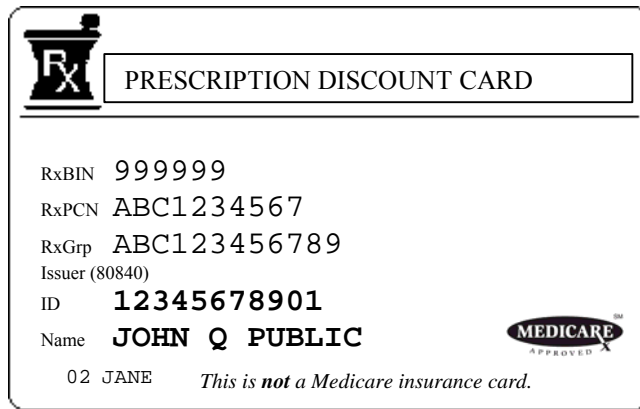 Rx
PRESCRIPTION DISCOUNT CARD
RxBIN 999999
RxPCN ABC1234567
RxGrp ABC123456789
Issuer (80840)
ID 12345678901
Name JOHN Q PUBLIC
MEDICARE SM
APPROVED
02 JANE This is not a Medicare insurance card.